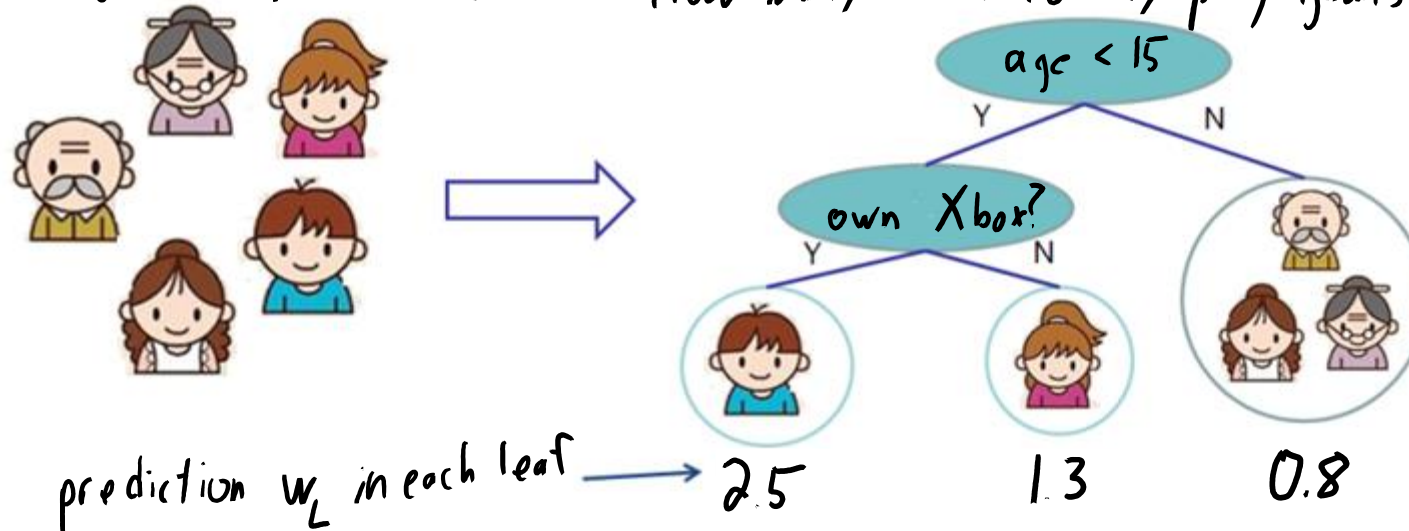 age < 15
Y
N
own Xbox?
Y
N
prediction w_L in each leaf
2.5
1.3
0.8